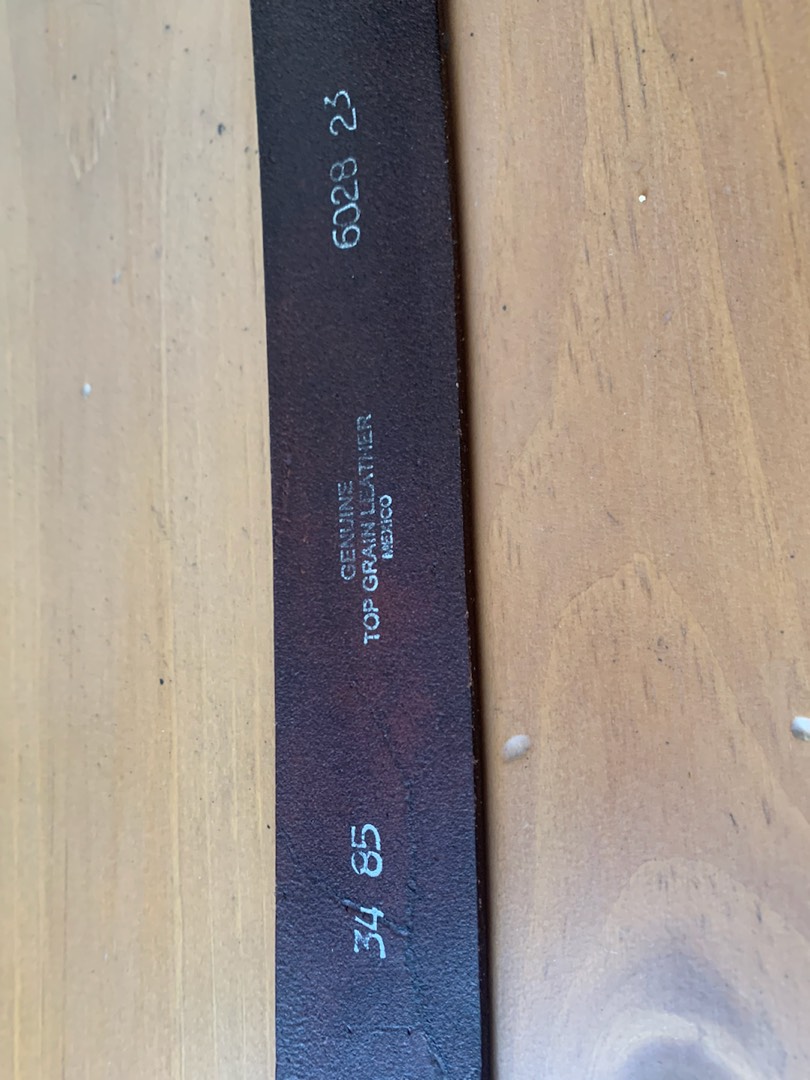 34 85
GENUINE
TOP GRAIN LEATHER
MEXICO
6028 23